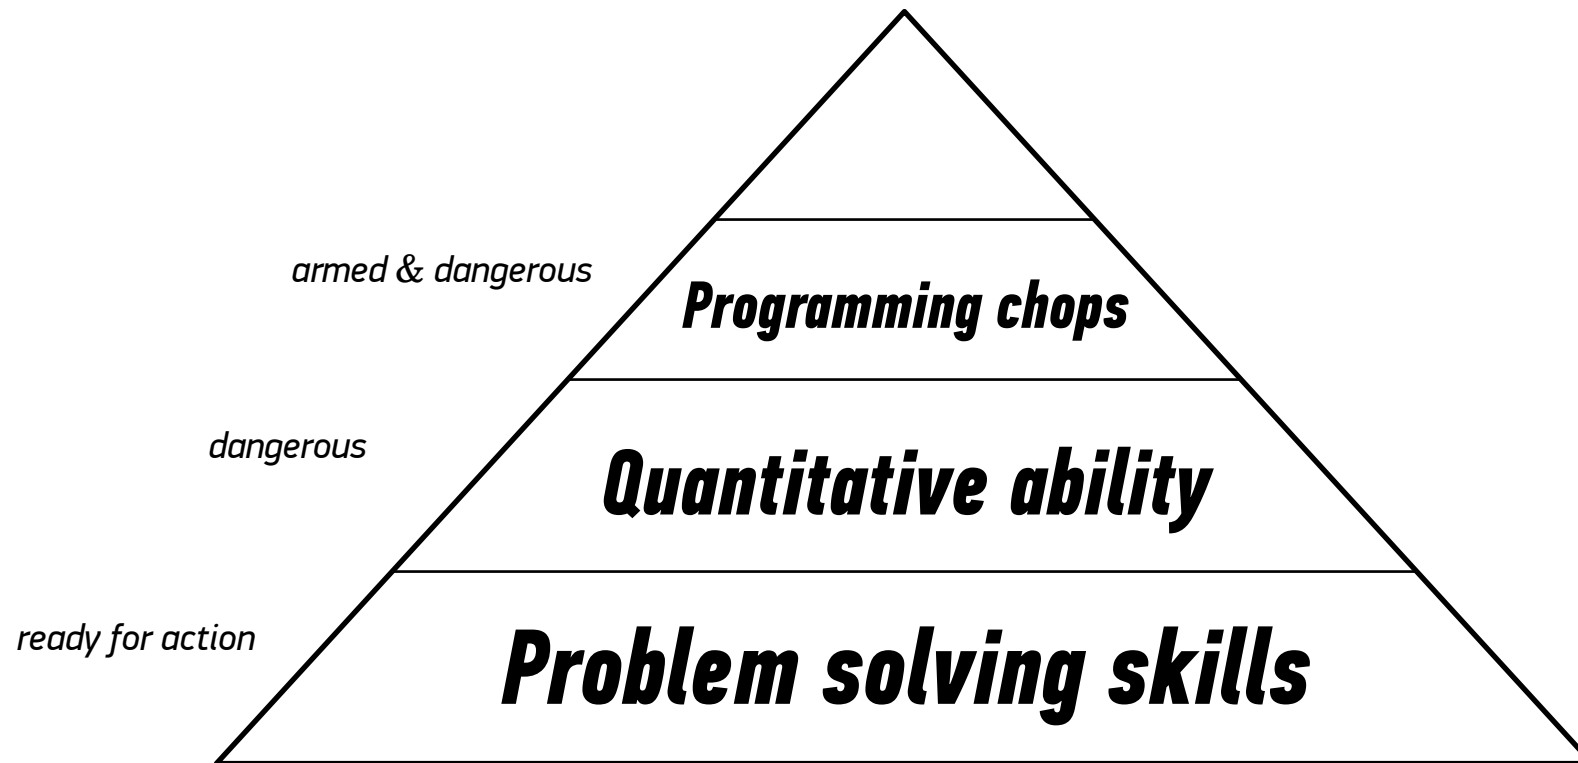 armed & dangerous
Programming chops
dangerous
Quantitative ability
ready for action
Problem solving skills